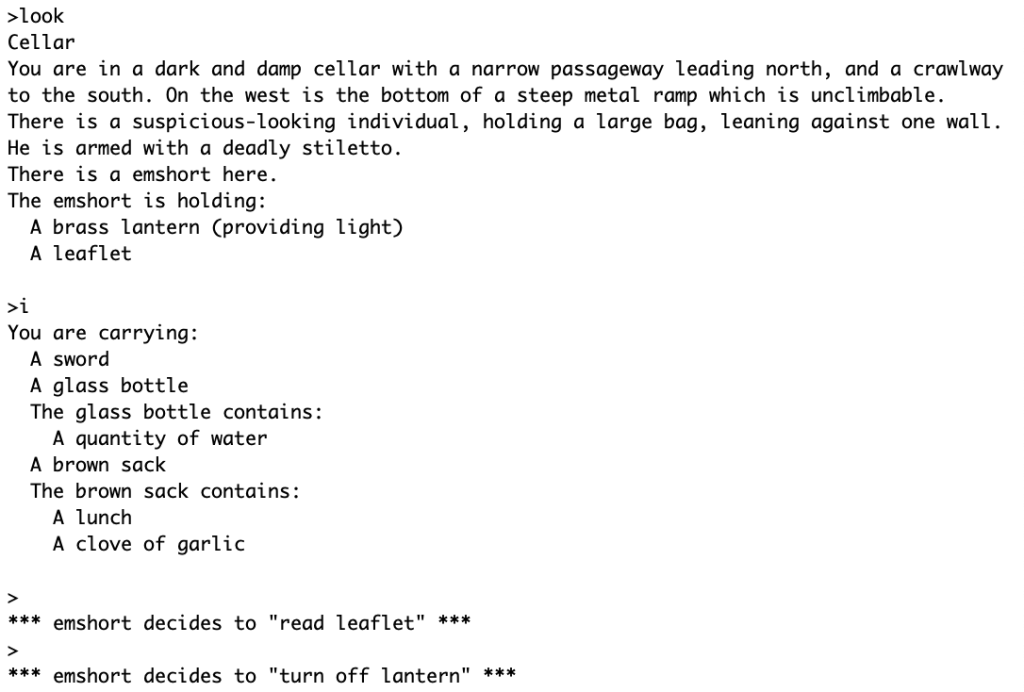 >look
Cellar
You are in a dark and damp cellar with a narrow passageway leading north, and a crawlway
to the south. On the west is the bottom of a steep metal ramp which is unclimbable.
There is a suspicious-looking individual, holding a large bag, leaning against one wall.
He is armed with a deadly stiletto.
There is a emshort here.
The emshort is holding:
  A brass lantern (providing light)
  A leaflet

>i
You are carrying:
  A sword
  A glass bottle
  The glass bottle contains:
    A quantity of water
  A brown sack
  The brown sack contains:
    A lunch
    A clove of garlic

>
*** emshort decides to "read leaflet" ***
>
*** emshort decides to "turn off lantern" ***